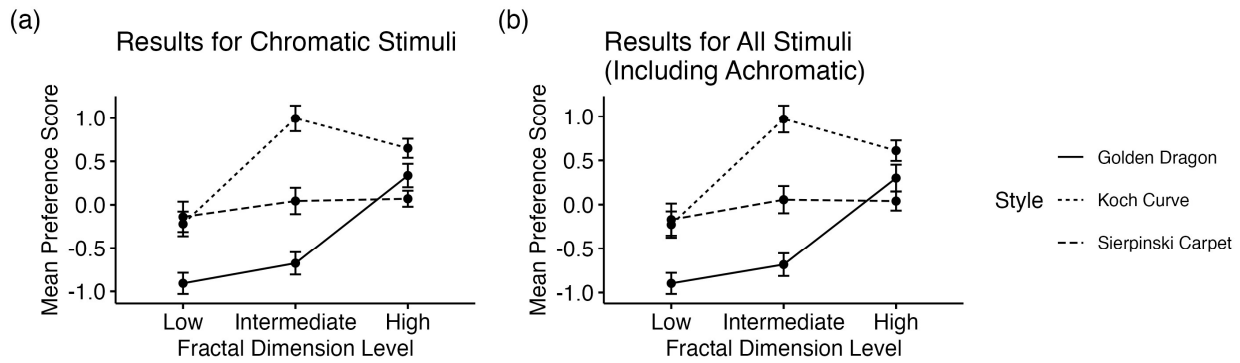 (a)
Results for Chromatic Stimuli
Mean Preference Score
1.0
0.5
0.0
-0.5
-1.0
Low Intermediate High
Fractal Dimension Level
(b)
Results for All Stimuli
(Including Achromatic)
Mean Preference Score
1.0
0.5
0.0
-0.5
-1.0
Low Intermediate High
Fractal Dimension Level
Style
Golden Dragon
Koch Curve
Sierpinski Carpet